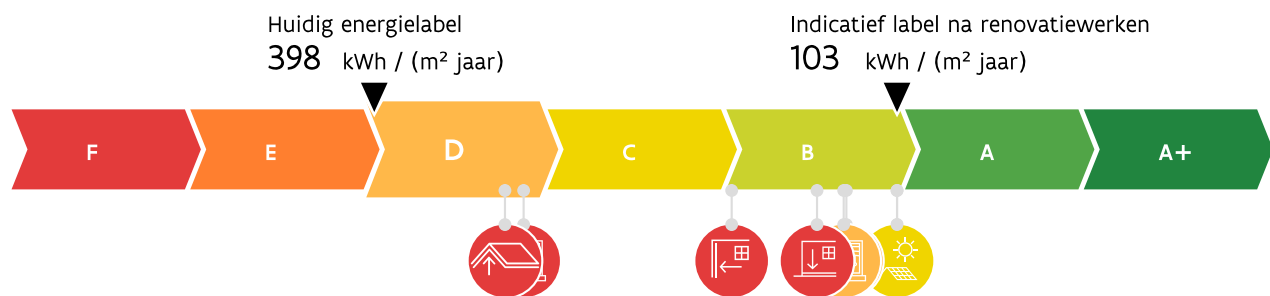 Huidig energielabel
398 kWh / (m² jaar)
Indicatief label na renovatiewerken
103 kWh / (m² jaar)
F E D C B A A+